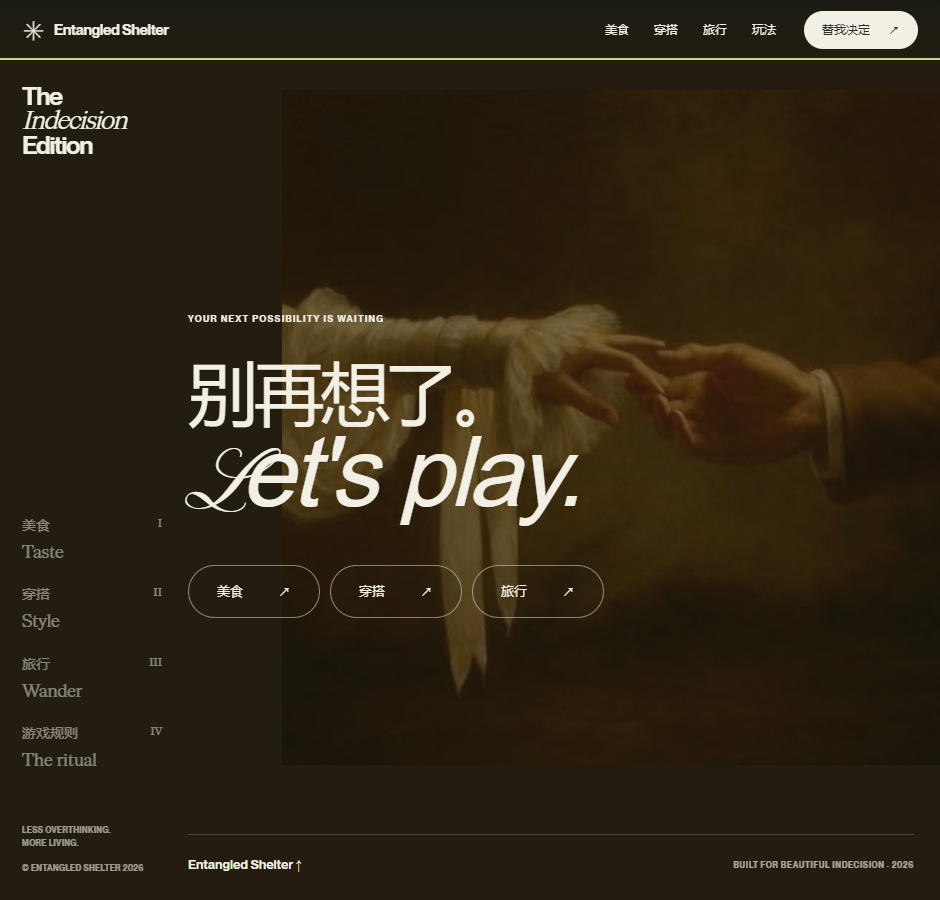 Entangled Shelter
美食 穿搭 旅行 玩法 替我决定 ↗
The
Indecision
Edition
YOUR NEXT POSSIBILITY IS WAITING
别再想了。
Let's play.
美食 ↗ 穿搭 ↗ 旅行 ↗
美食 I
Taste
穿搭 II
Style
旅行 III
Wander
游戏规则 IV
The ritual
LESS OVERTHINKING.
MORE LIVING.
© ENTANGLED SHELTER 2026
Entangled Shelter ↑
BUILT FOR BEAUTIFUL INDECISION . 2026